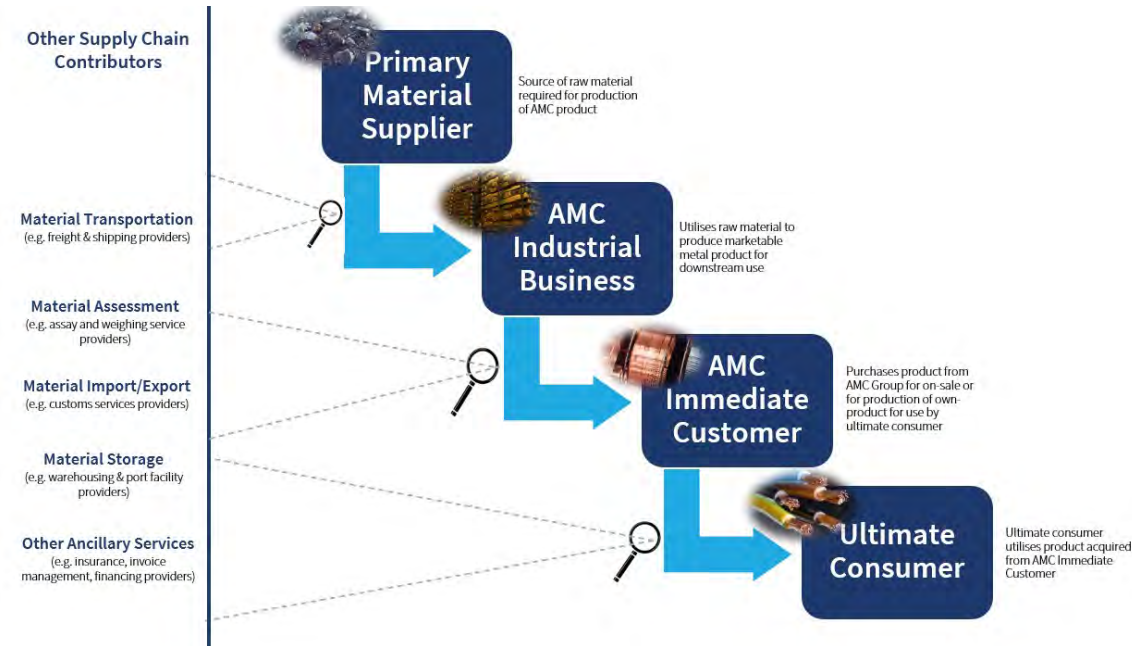 Other Supply Chain
Contributors
Material Transportation
(e.g. freight & shipping providers)
Material Assessment
(e.g. assay and weighing service
providers)
Material Import/Export
(e.g. customs services providers)
Material Storage
(e.g. warehousing & port facility
providers)
Other Ancillary Services
(e.g. insurance, invoice
management, financing providers)
Primary
Material
Supplier
Source of raw material
required for production
of AMC product
AMC
Industrial
Business
Utilises raw material to
produce marketable
metal product for
downstream use
AMC
Immediate
Customer
Purchases product from
AMC Group for on-sale or
for production of own-
product for use by
ultimate consumer
Ultimate
Consumer
Ultimate consumer
utilises product acquired
from AMC Immediate
Customer